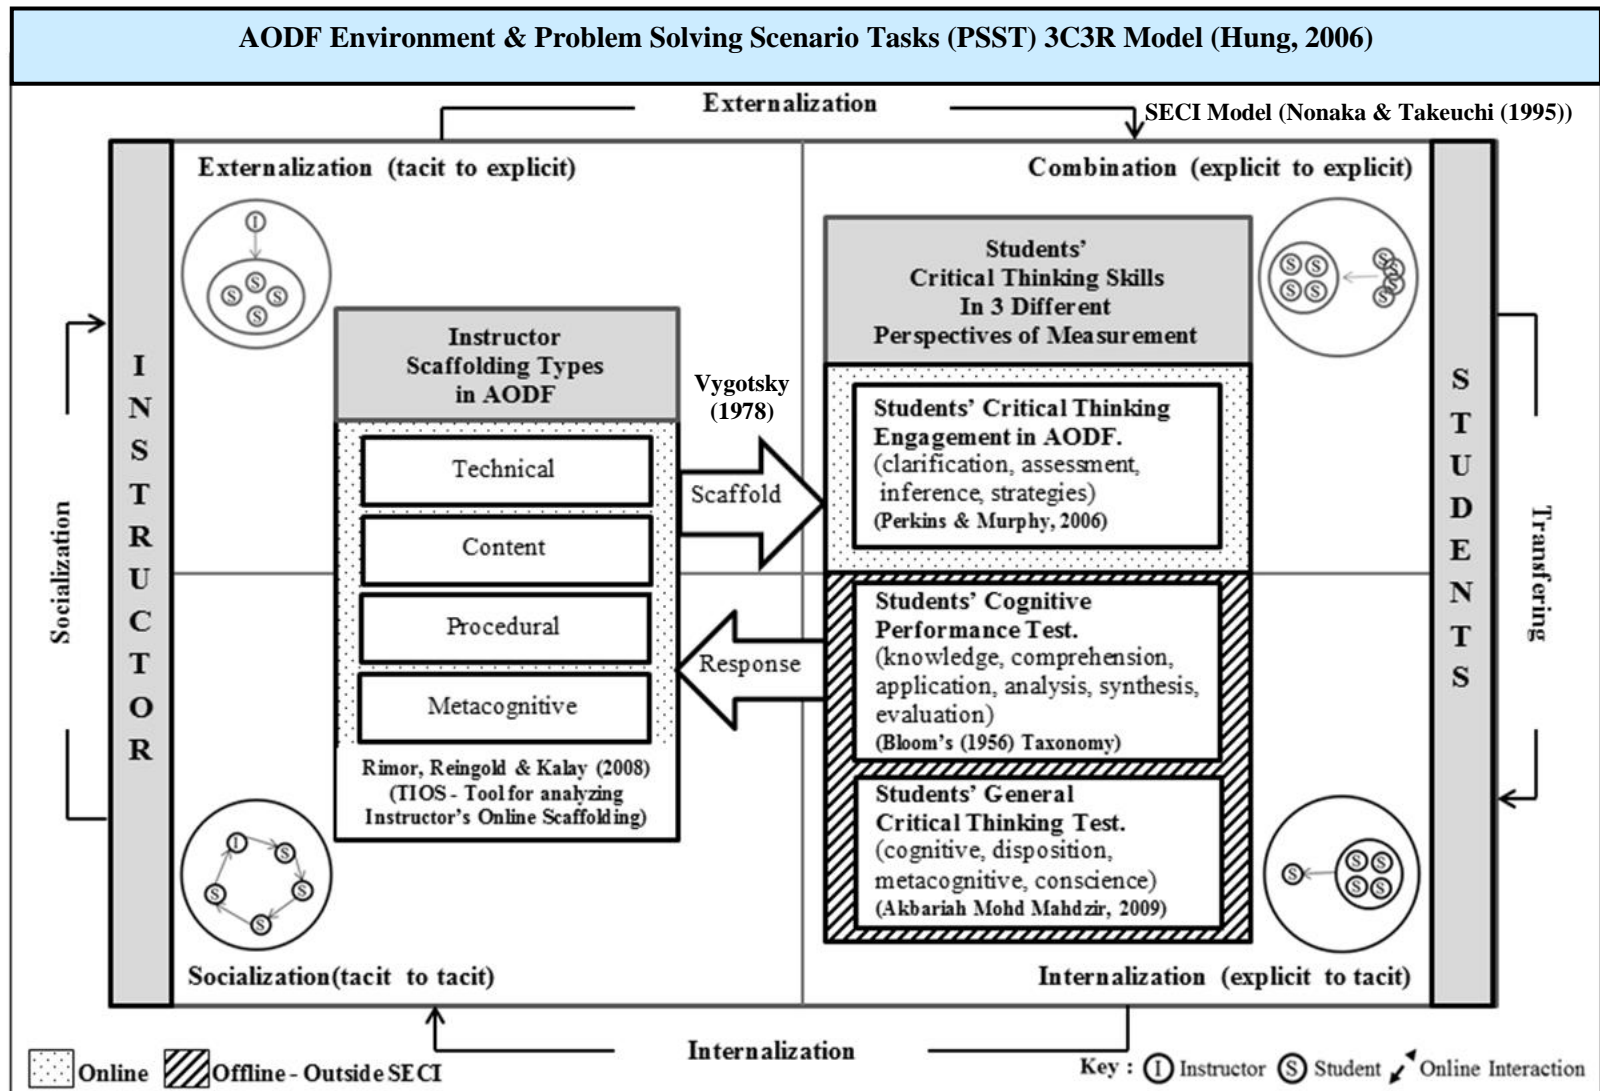 AODF Environment & Problem Solving Scenario Tasks (PSST) 3C3R Model (Hung, 2006)
Externalization
SECI Model (Nonaka & Takeuchi (1995))
Externalization (tacit to explicit)
Combination (explicit to explicit)
I
S
S
S
S
S
S
S
S
S
S
S
S
INSTRUCTOR
STUDENTS
Socialization
Transfering
Instructor
Scaffolding Types
in AODF
Technical
Content
Procedural
Metacognitive
Rimor, Reingold & Kalay (2008)
(TIOS - Tool for analyzing
Instructor's Online Scaffolding)
Vygotsky
(1978)
Scaffold
Response
Students'
Critical Thinking Skills
In 3 Different
Perspectives of Measurement
Students' Critical Thinking
Engagement in AODF.
(clarification, assessment,
inference, strategies)
(Perkins & Murphy, 2006)
Students' Cognitive
Performance Test.
(knowledge, comprehension,
application, analysis, synthesis,
evaluation)
(Bloom's (1956) Taxonomy)
Students' General
Critical Thinking Test.
(cognitive, disposition,
metacognitive, conscience)
(Akbariah Mohd Mahdzir, 2009)
I
S
S
S
S
S
S
S
S
S
Socialization(tacit to tacit)
Internalization (explicit to tacit)
Internalization
Online
Offline - Outside SECI
Key : I Instructor S Student Online Interaction